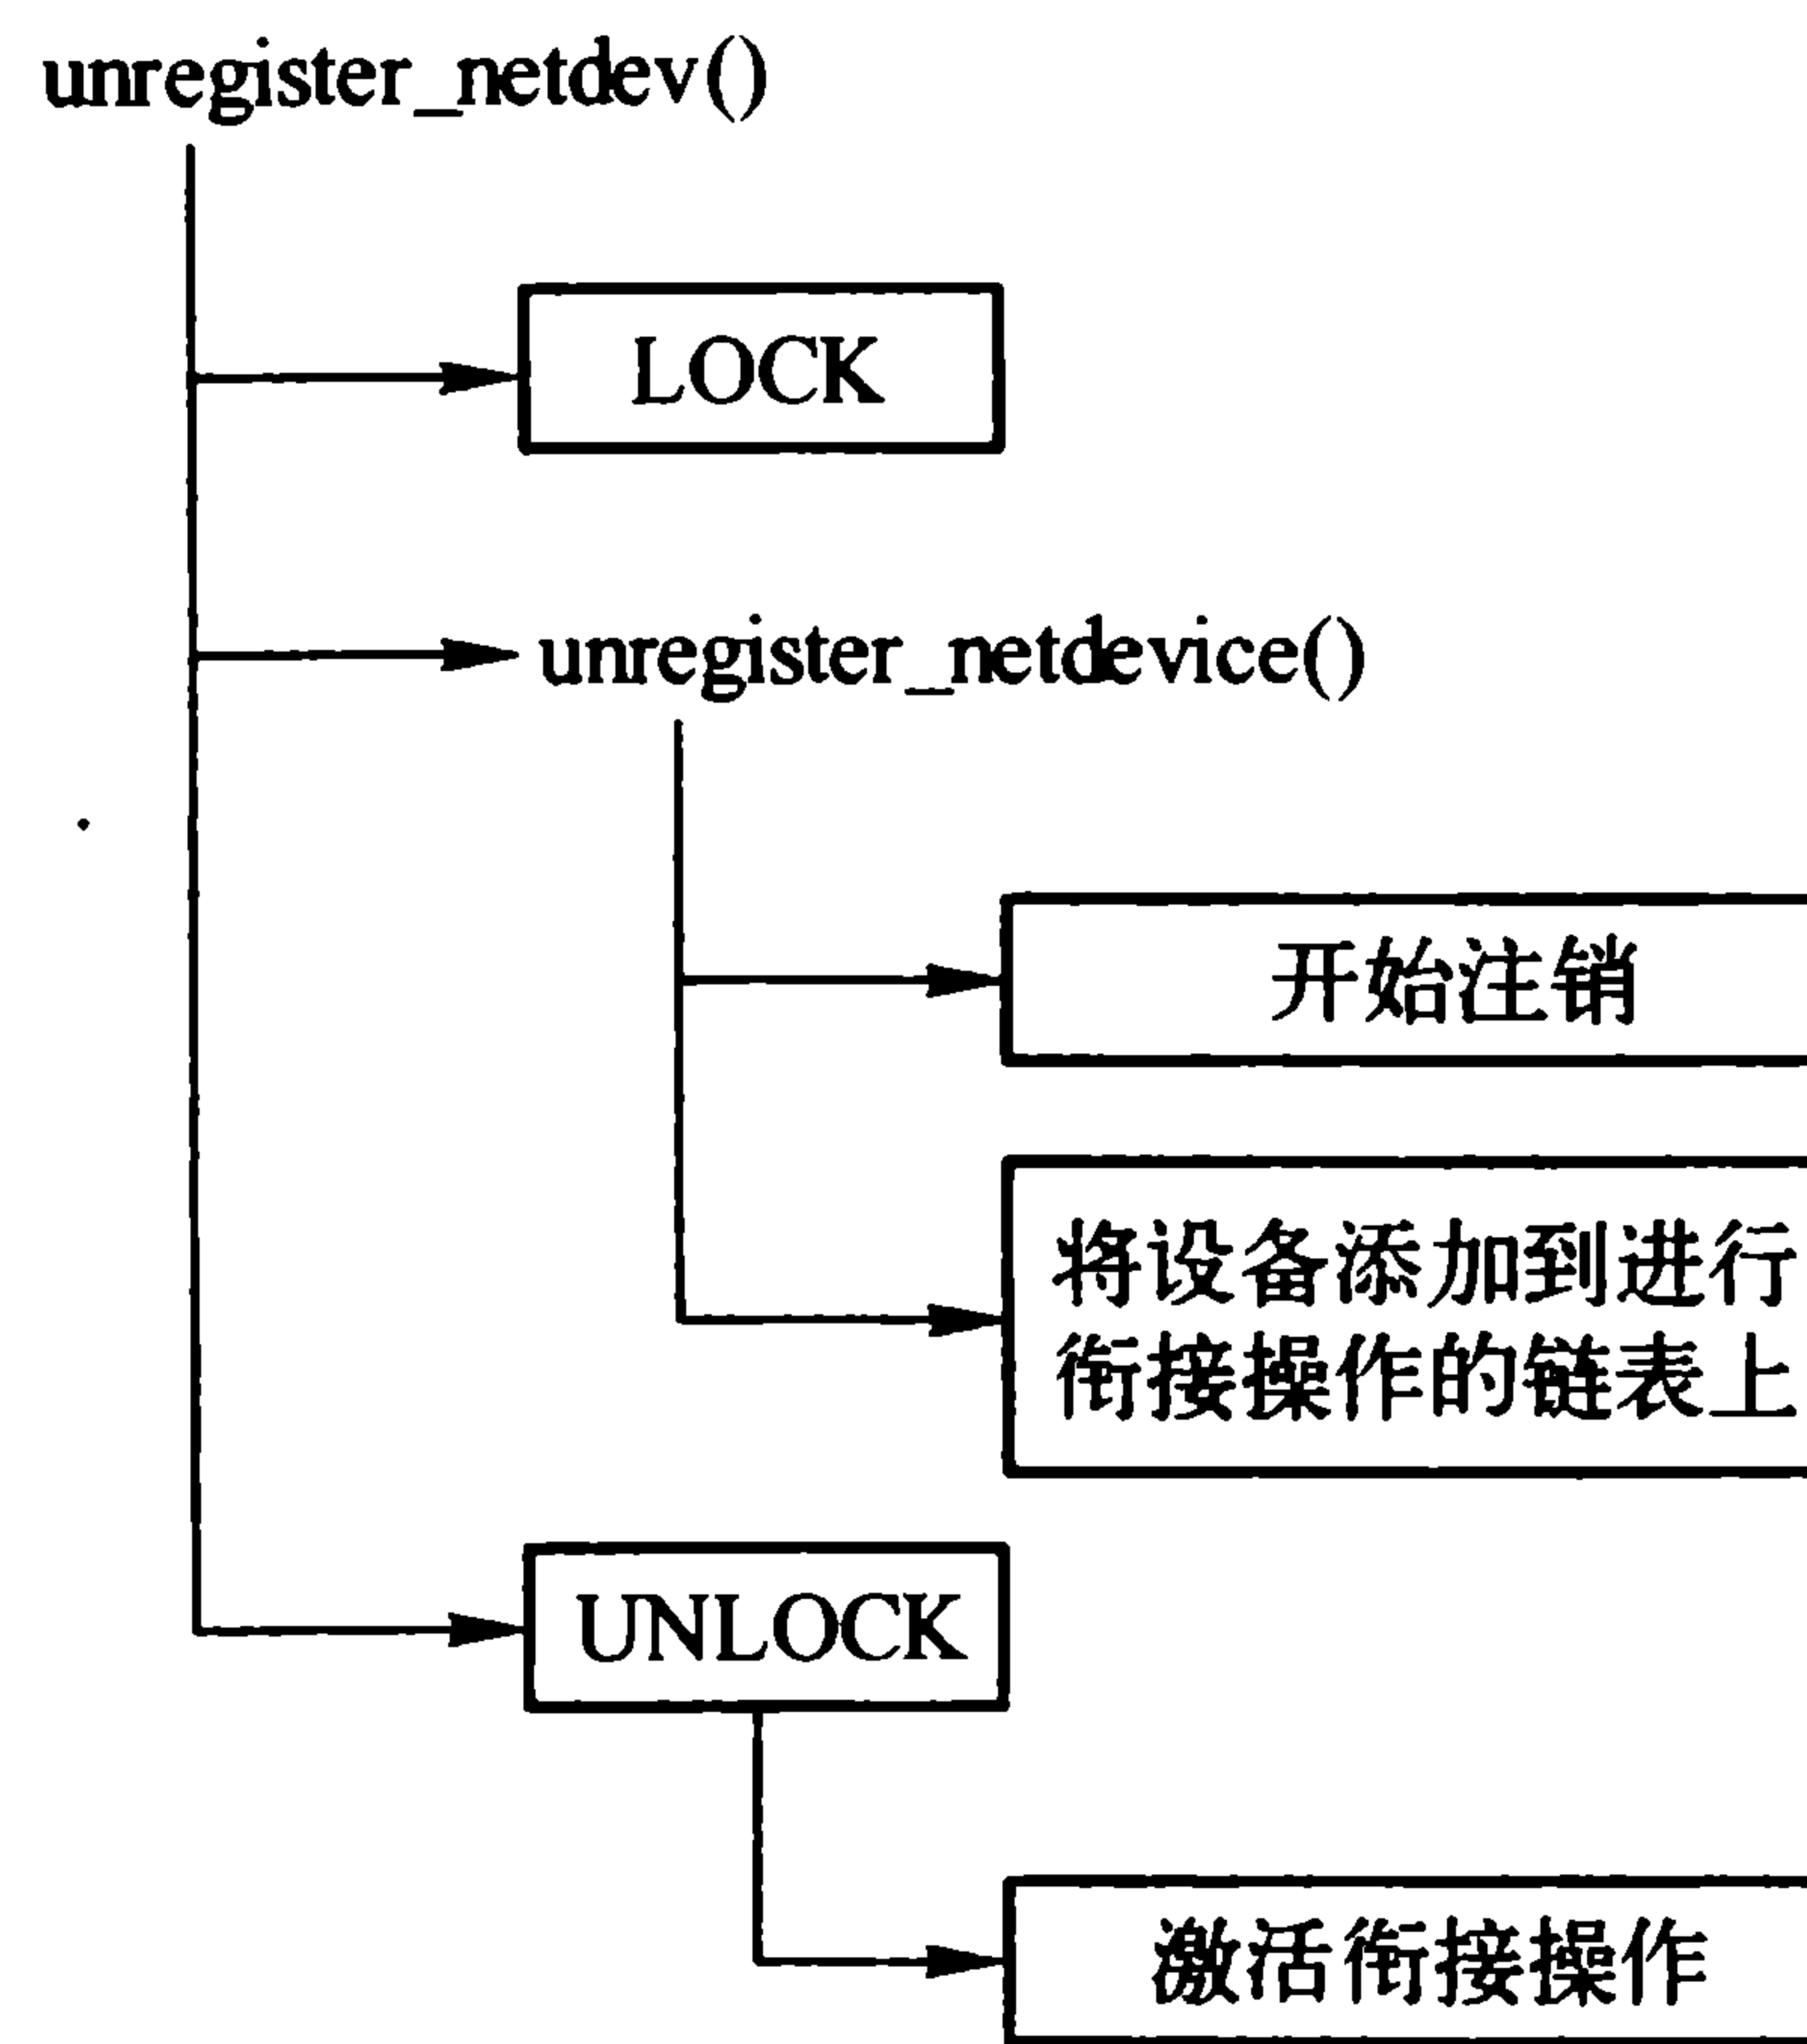 unregister_netdev()
LOCK
unregister_netdevice()
开始注销
将设备添加到进行
衔接操作的链表上
UNLOCK
激活衔接操作